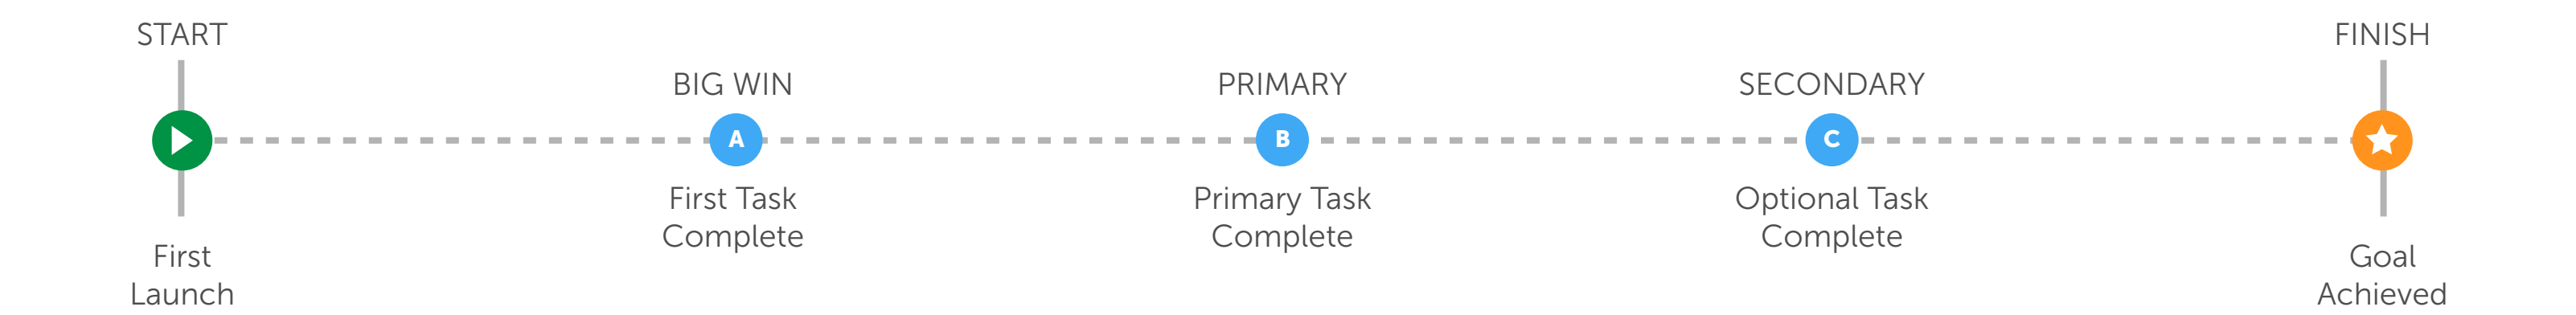 START
First
Launch
BIG WIN
A
First Task
Complete
PRIMARY
B
Primary Task
Complete
SECONDARY
C
Optional Task
Complete
FINISH
Goal
Achieved